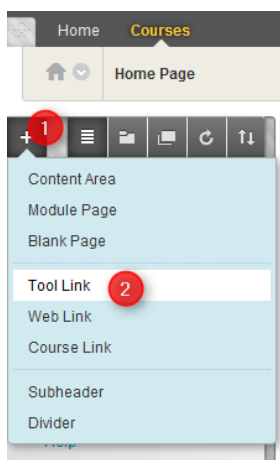 Home Courses
Home Page
1
Content Area
Module Page
Blank Page
Tool Link 2
Web Link
Course Link
Subheader
Divider
Help